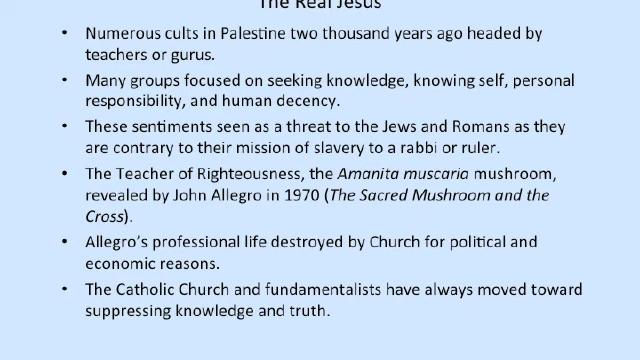 The Real Jesus
• Numerous cults in Palestine two thousand years ago headed by
teachers or gurus.
• Many groups focused on seeking knowledge, knowing self, personal
responsibility, and human decency.
• These sentiments seen as a threat to the Jews and Romans as they
are contrary to their mission of slavery to a rabbi or ruler.
• The Teacher of Righteousness, the Amanita muscaria mushroom,
revealed by John Allegro in 1970 (The Sacred Mushroom and the
Cross).
• Allegro's professional life destroyed by Church for political and
economic reasons.
• The Catholic Church and fundamentalists have always moved toward
suppressing knowledge and truth.